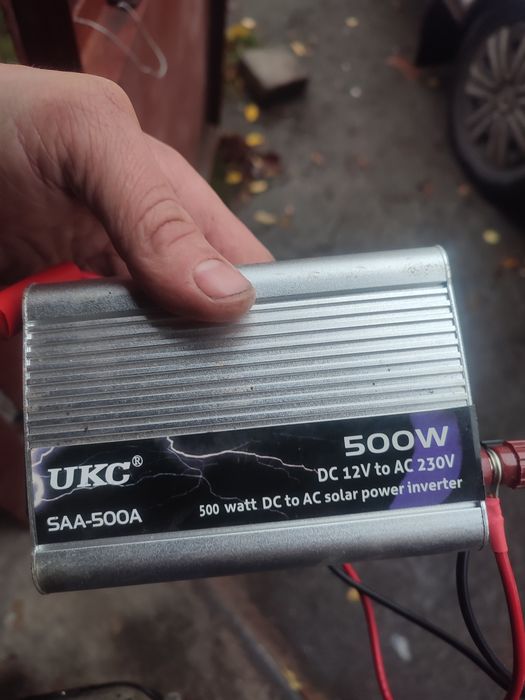 UKC®
SAA-500A
500W
DC 12V to AC 230V
500 watt DC to AC solar power inverter